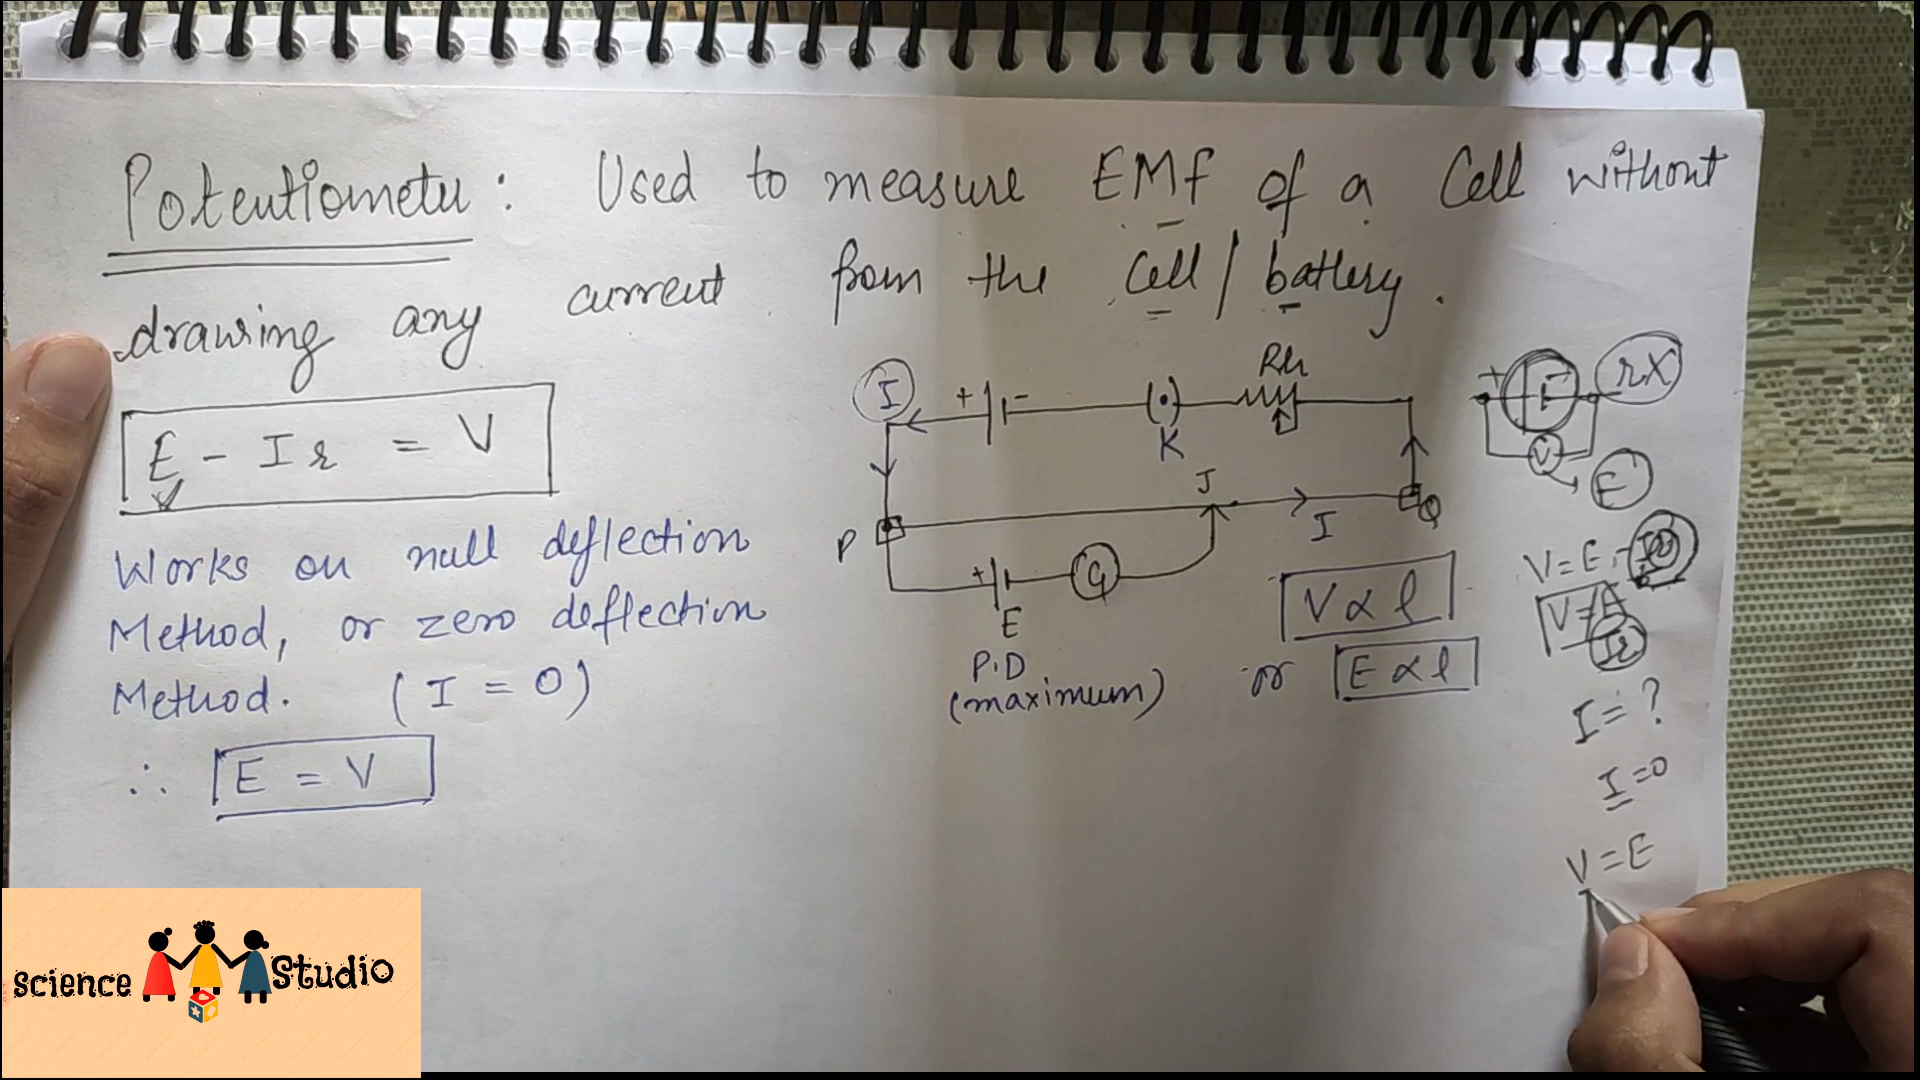 Potentiometer: Used to measure EMf of a Cell without
drawing any current from the Cell / battery.
E - Ir = V
Works on null deflection
Method, or zero deflection
Method. (I = 0)
∴ E = V
I
+ -
K
Rh
J
P
Q
I
+
E
G
P.D
(maximum)
V ∝ l
or E ∝ l
+ -
rX
V
E
V = E -
I = ?
I = 0
V = E
science Studio